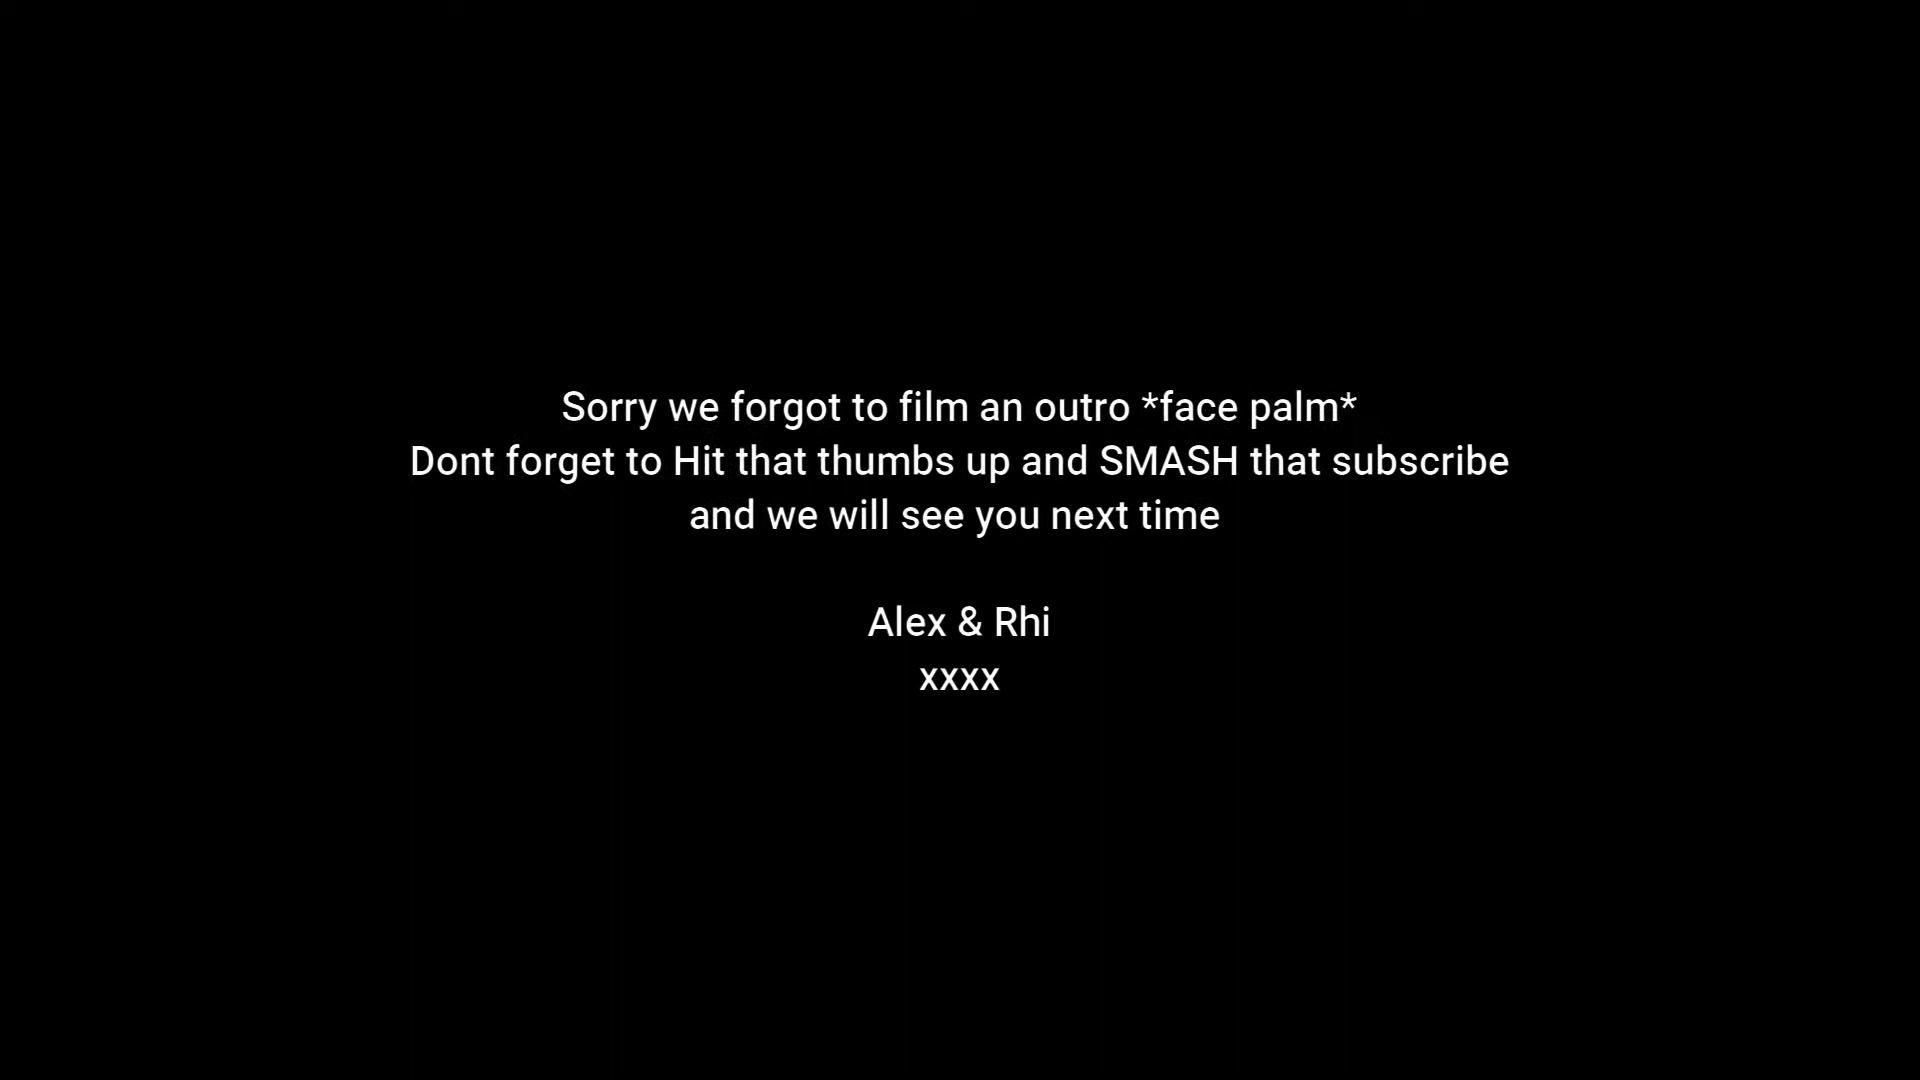 Sorry we forgot to film an outro *face palm*
Dont forget to Hit that thumbs up and SMASH that subscribe
and we will see you next time
Alex & Rhi
xxxx